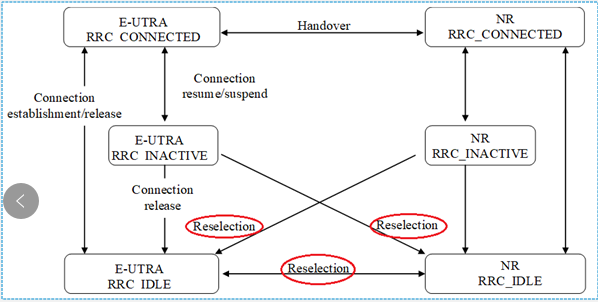 E-UTRA
RRC CONNECTED
Handover
NR
RRC_CONNECTED
Connection
resume/suspend
Connection
establishment/release
E-UTRA
RRC INACTIVE
NR
RRC_INACTIVE
Connection
release
Reselection
Reselection
Reselection
E-UTRA
RRC IDLE
NR
RRC_IDLE